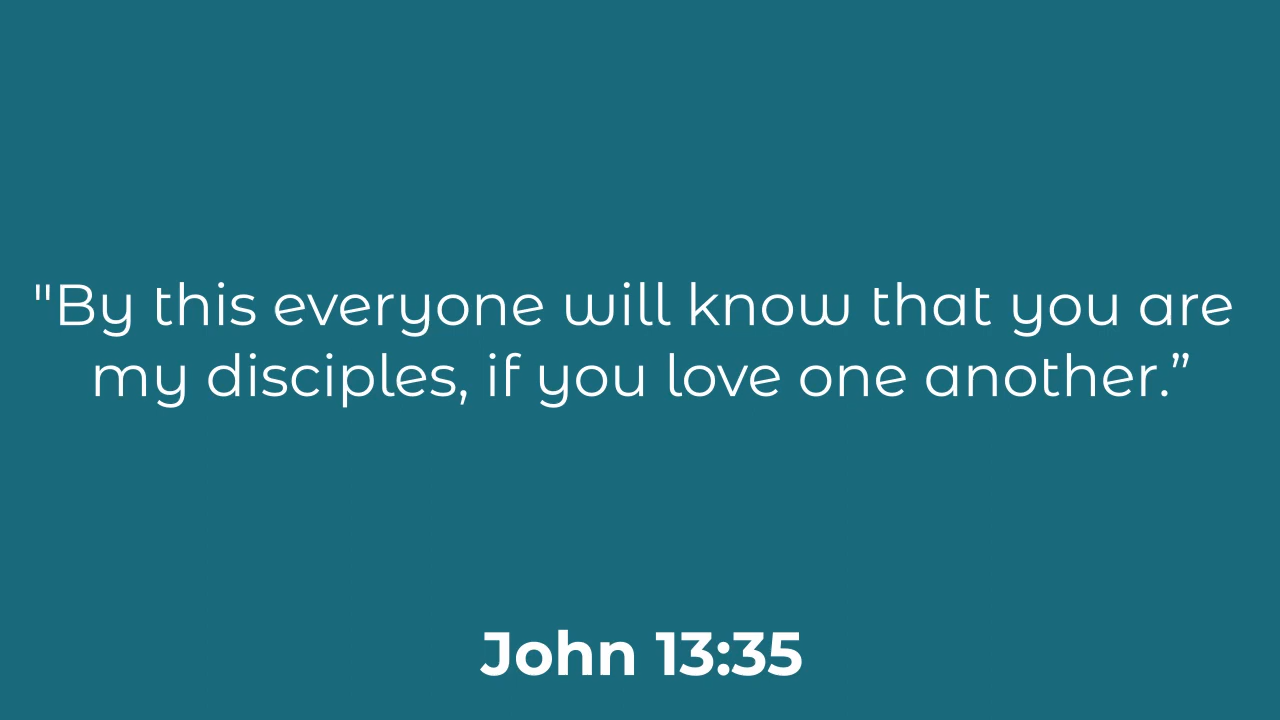 "By this everyone will know that you are
my disciples, if you love one another.”
John 13:35